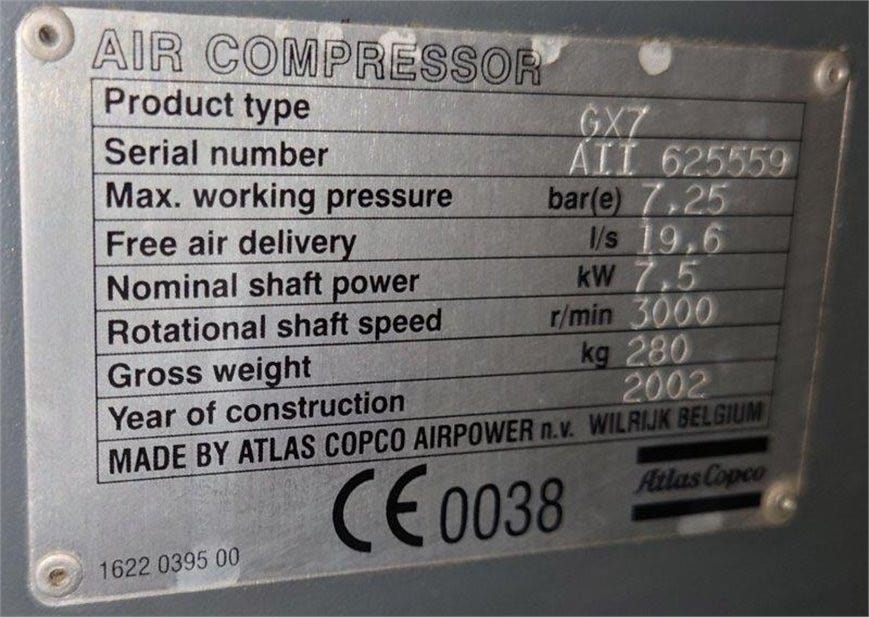 AIR COMPRESSOR
Product type GX7
Serial number AII 625559
Max. working pressure bar(e) 7.25
Free air delivery l/s 19.6
Nominal shaft power kW 7.5
Rotational shaft speed r/min 3000
Gross weight kg 280
Year of construction 2002
MADE BY ATLAS COPCO AIRPOWER n.v. WILRIJK BELGIUM
Atlas Copco
CE 0038
1622 0395 00